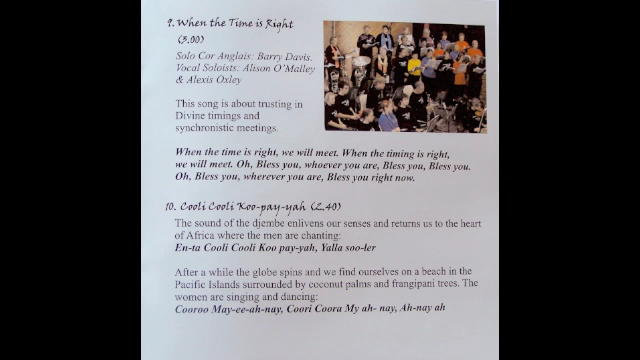 9. When the Time is Right
(3.00)
Solo Cor Anglais: Barry Davis.
Vocal Soloists: Alison O'Malley
& Alexis Oxley
This song is about trusting in
Divine timings and
synchronistic meetings.
When the time is right, we will meet. When the timing is right,
we will meet. Oh, Bless you, whoever you are, Bless you, Bless you.
Oh, Bless you, wherever you are, Bless you right now.
10. Cooli Cooli Koo-pay-yah (2.40)
The sound of the djembe enlivens our senses and returns us to the heart
of Africa where the men are chanting:
En-ta Cooli Cooli Koo pay-yah, Yalla soo-ler
After a while the globe spins and we find ourselves on a beach in the
Pacific Islands surrounded by coconut palms and frangipani trees. The
women are singing and dancing:
Cooroo May-ee-ah-nay, Coori Coora My ah- nay, Ah-nay ah